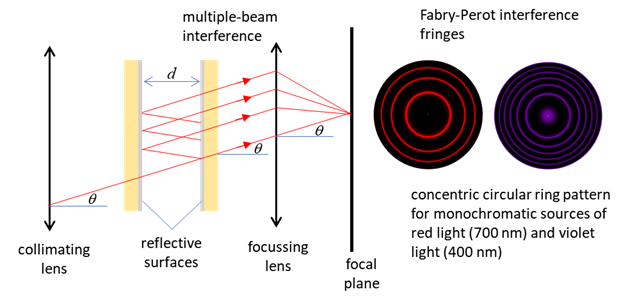 multiple-beam
interference
Fabry-Perot interference
fringes
d
θ
θ
θ
collimating
lens
reflective
surfaces
focussing
lens
focal
plane
concentric circular ring pattern
for monochromatic sources of
red light (700 nm) and violet
light (400 nm)